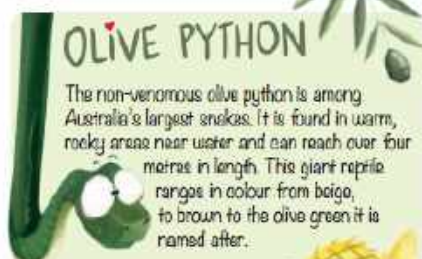 OLIVE PYTHON
The non-venomous olive python is among
Australia's largest snakes. It is found in warm,
rocky areas near water and can reach over four
metres in length. This giant reptile
ranges in colour from beige,
to brown to the olive green it is
named after.